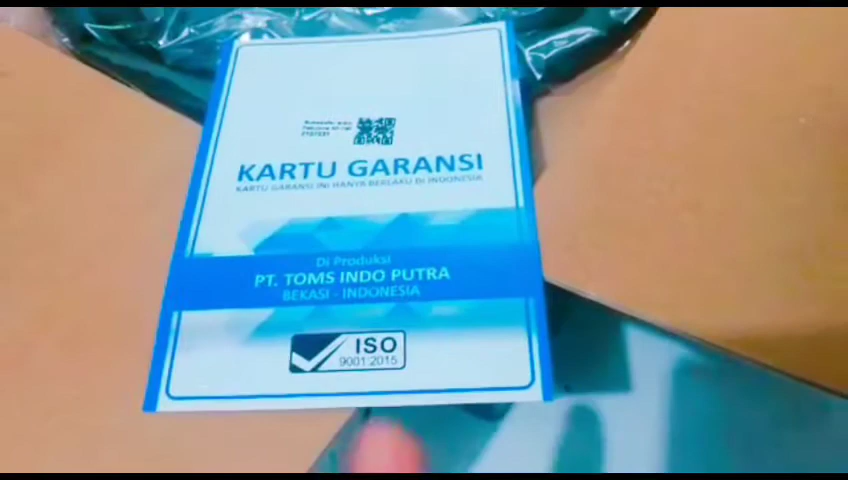 KARTU GARANSI
KARTU GARANSI INI HANYA BERLAKU DI INDONESIA
Di Produksi
PT. TOMS INDO PUTRA
BEKASI - INDONESIA
ISO
9001:2015